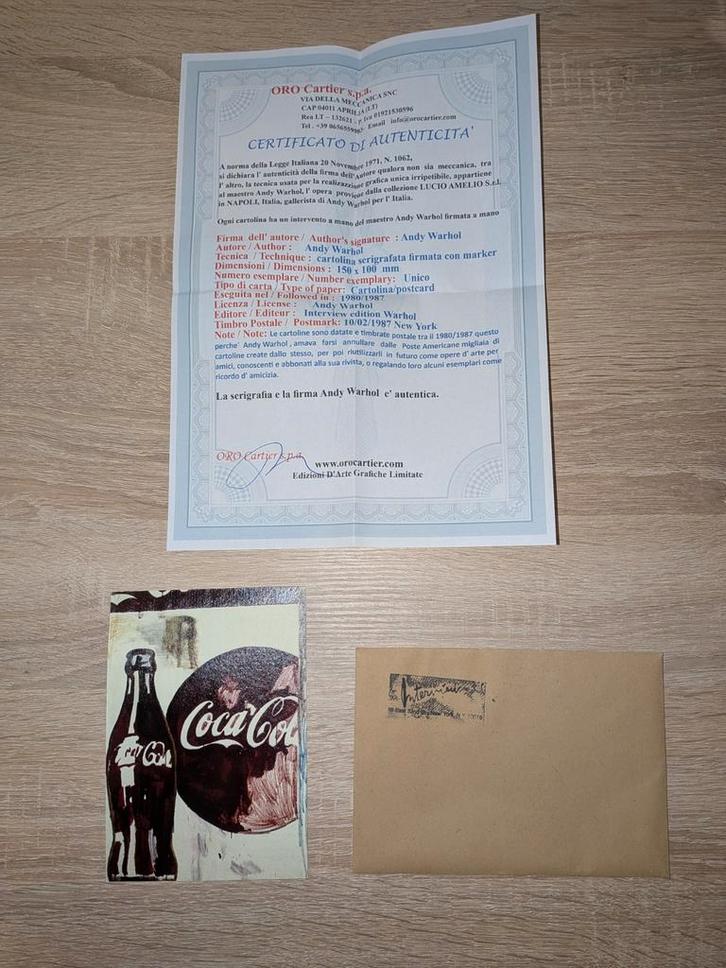 ORO Cartier s.p.a.
VIA DELLA MECCANICA SNC
CAP 04011 APRILIA (LT)
Rea LT – 132621 - P. Iva 01921530596
Tel . +39 065655998 Email info@orocartier.com
CERTIFICATO DI AUTENTICITA'
A norma della Legge Italiana 20 Novembre 1971, N. 1062,
si dichiara l' autenticità della firma dell'Autore qualora non sia meccanica, tra
l' altro, la tecnica usata per la realizzazione grafica unica irripetibile, appartiene
al maestro Andy Warhol, l' opera proviene dalla collezione LUCIO AMELIO S.r.l.
in NAPOLI, Italia, gallerista di Andy Warhol per l' Italia.
Ogni cartolina ha un intervento a mano del maestro Andy Warhol firmata a mano
Firma dell' autore / Author's signature : Andy Warhol
Autore / Author : Andy Warhol
Tecnica / Technique : cartolina serigrafata firmata con marker
Dimensioni / Dimensions : 150 x 100 mm
Numero esemplare / Number exemplary: Unico
Tipo di carta / Type of paper: Cartolina/postcard
Eseguita nel / Followed in : 1980/1987
Licenza / License : Andy Warhol
Editore / Editeur : Interview edition Warhol
Timbro Postale / Postmark: 10/02/1987 New York
Note / Note: Le cartoline sono datate e timbrate postale tra il 1980/1987 questo
perche' Andy Warhol , amava farsi annullare dalle Poste Americane migliaia di
cartoline create dallo stesso, per poi riutilizzarli in futuro come opere d' arte per
amici, conoscenti e abbonati alla sua rivista, o regalando loro alcuni esemplari come
ricordo d' amicizia.
La serigrafia e la firma Andy Warhol e' autentica.
ORO Cartier s.p.a.
www.orocartier.com
Edizioni D'Arte Grafiche Limitate
Coca Col
Interview